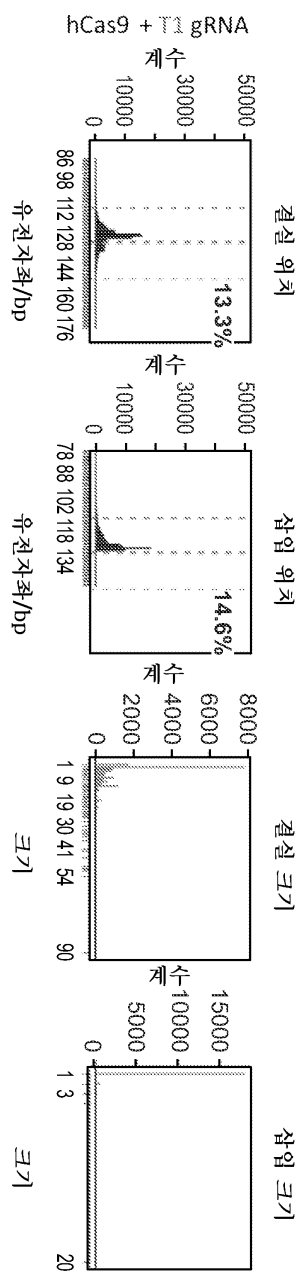 hCas9 + T1 gRNA
결실 위치
계수
50000
30000
10000
0
13.3%
86 98 112 128 144 160 176
유전자좌/bp
삽입 위치
계수
50000
30000
10000
0
14.6%
78 88 102 118 134
유전자좌/bp
결실 크기
계수
8000
6000
4000
2000
0
1 9 19 30 41 54 90
크기
삽입 크기
계수
15000
10000
5000
0
1 3 20
크기